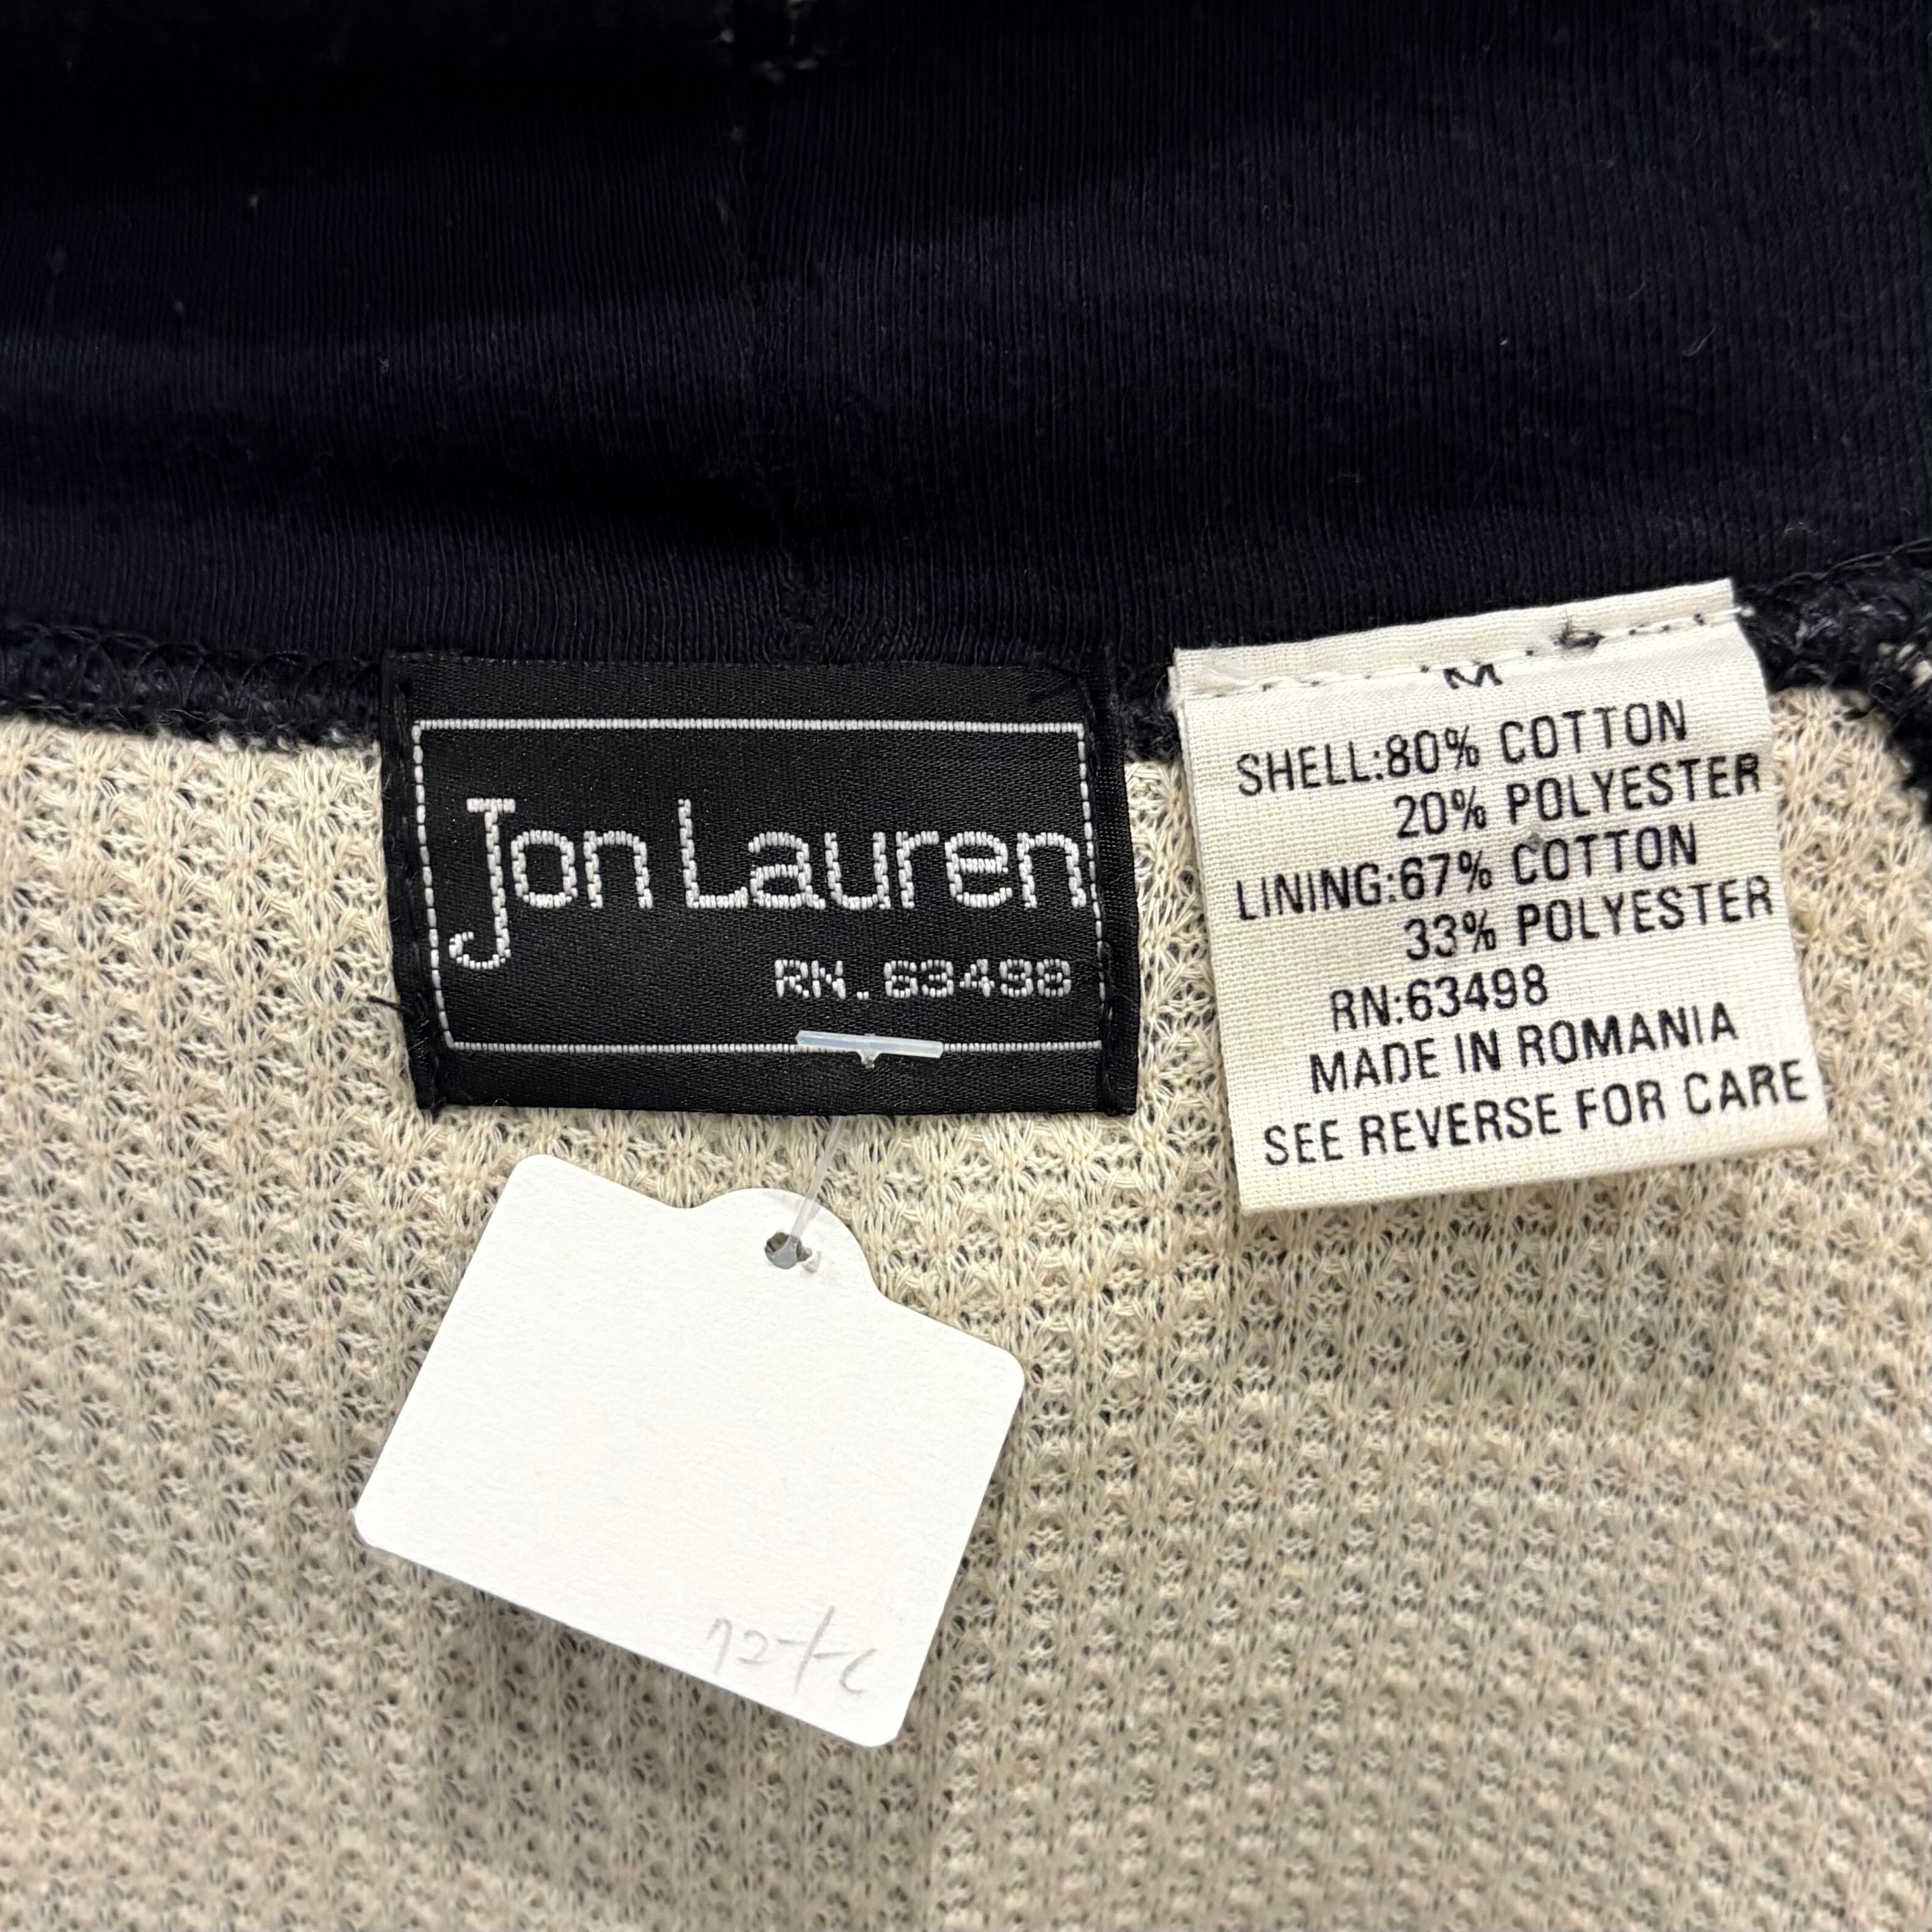 Jon Lauren
RN. 63498
M
SHELL:80% COTTON
20% POLYESTER
LINING:67% COTTON
33% POLYESTER
RN:63498
MADE IN ROMANIA
SEE REVERSE FOR CARE